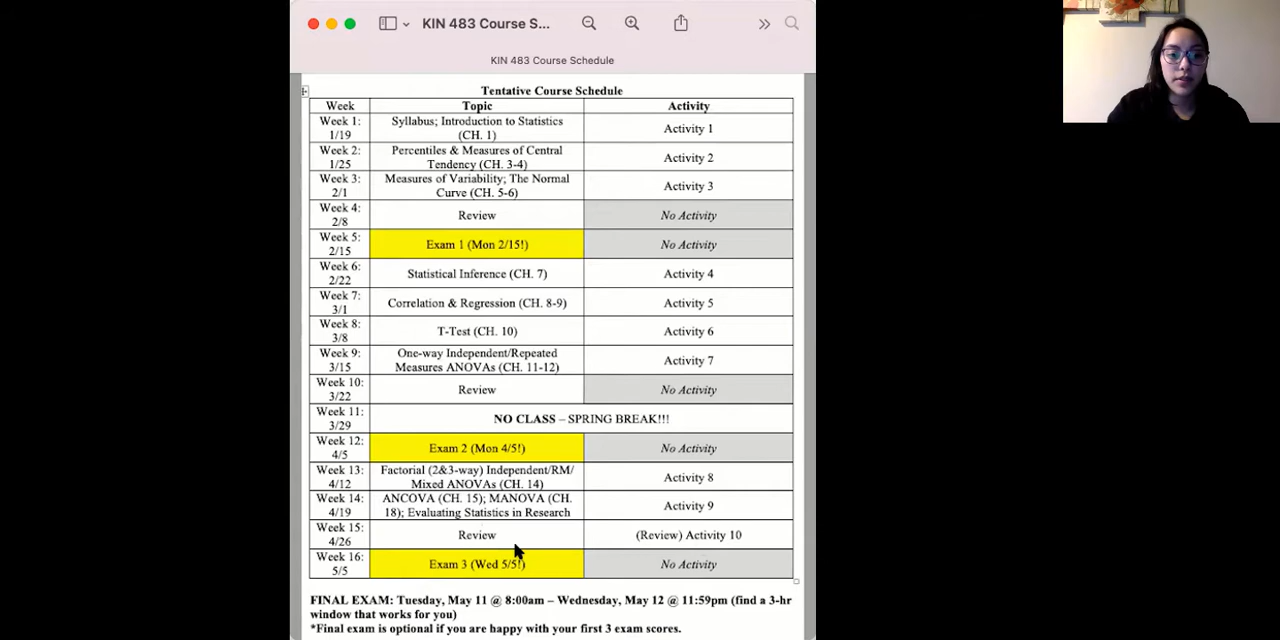 KIN 483 Course S...
KIN 483 Course Schedule
Tentative Course Schedule
Week Topic Activity
Week 1: 1/19 Syllabus; Introduction to Statistics (CH. 1) Activity 1
Week 2: 1/25 Percentiles & Measures of Central Tendency (CH. 3-4) Activity 2
Week 3: 2/1 Measures of Variability; The Normal Curve (CH. 5-6) Activity 3
Week 4: 2/8 Review No Activity
Week 5: 2/15 Exam 1 (Mon 2/15!) No Activity
Week 6: 2/22 Statistical Inference (CH. 7) Activity 4
Week 7: 3/1 Correlation & Regression (CH. 8-9) Activity 5
Week 8: 3/8 T-Test (CH. 10) Activity 6
Week 9: 3/15 One-way Independent/Repeated Measures ANOVAs (CH. 11-12) Activity 7
Week 10: 3/22 Review No Activity
Week 11: 3/29 NO CLASS – SPRING BREAK!!!
Week 12: 4/5 Exam 2 (Mon 4/5!) No Activity
Week 13: 4/12 Factorial (2&3-way) Independent/RM/ Mixed ANOVAs (CH. 14) Activity 8
Week 14: 4/19 ANCOVA (CH. 15); MANOVA (CH. 18); Evaluating Statistics in Research Activity 9
Week 15: 4/26 Review (Review) Activity 10
Week 16: 5/5 Exam 3 (Wed 5/5!) No Activity
FINAL EXAM: Tuesday, May 11 @ 8:00am – Wednesday, May 12 @ 11:59pm (find a 3-hr
window that works for you)
*Final exam is optional if you are happy with your first 3 exam scores.